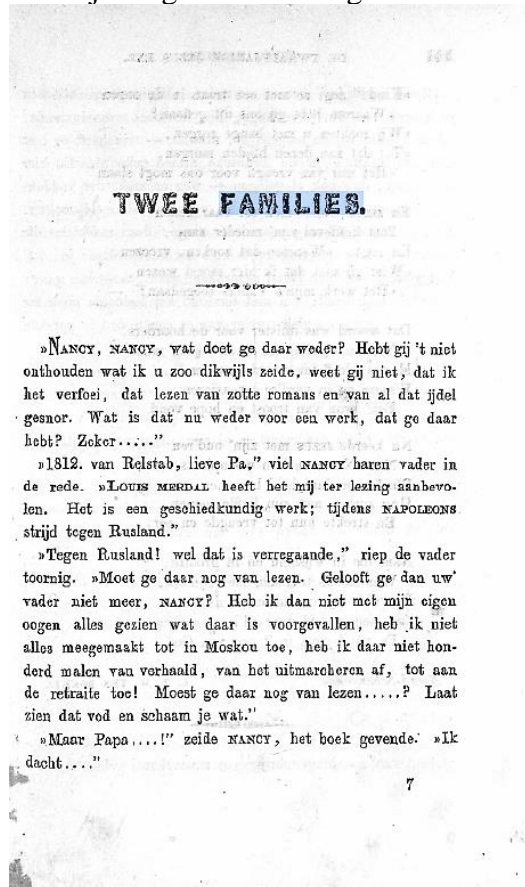 TWEE FAMILIES.
»NANCY, NANCY, wat doet ge daar weder? Hebt gij 't niet
onthouden wat ik u zoo dikwijls zeide, weet gij niet, dat ik
het verfoei, dat lezen van zotte romans en van al dat ijdel
gesnor. Wat is dat nu weder voor een werk, dat ge daar
hebt? Zeker....."
»1812. van Relstab, lieve Pa," viel NANCY haren vader in
de rede. »LOUIS MERDAL heeft het mij ter lezing aanbevo-
len. Het is een geschiedkundig werk; tijdens NAPOLEONS
strijd tegen Rusland."
»Tegen Rusland! wel dat is verregaande," riep de vader
toornig. »Moet ge daar nog van lezen. Gelooft ge dan uw'
vader niet meer, NANCY? Heb ik dan niet met mijn eigen
oogen alles gezien wat daar is voorgevallen, heb ik niet
alles meegemaakt tot in Moskou toe, heb ik daar niet hon-
derd malen van verhaald, van het uitmarcheren af, tot aan
de retraite toe! Moest ge daar nog van lezen.....? Laat
zien dat vod en schaam je wat."
»Maar Papa....!" zeide NANCY, het boek gevende. »Ik
dacht...."
7